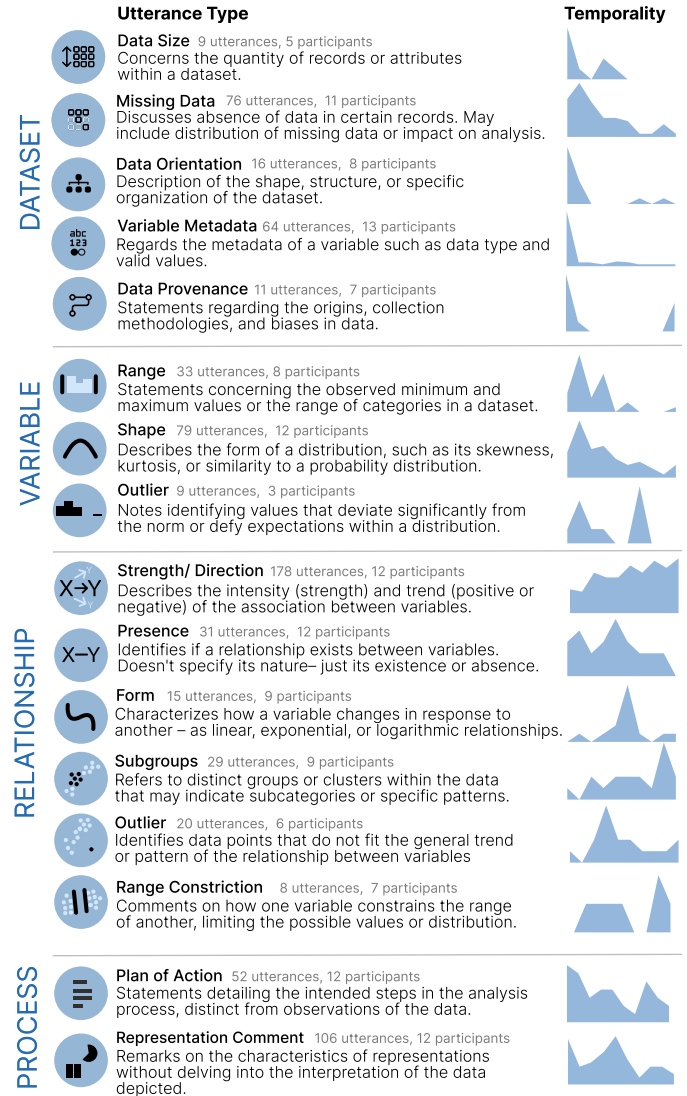 Utterance Type
Temporality
DATASET
Data Size 9 utterances, 5 participants
Concerns the quantity of records or attributes
within a dataset.
Missing Data 76 utterances, 11 participants
Discusses absence of data in certain records. May
include distribution of missing data or impact on analysis.
Data Orientation 16 utterances, 8 participants
Description of the shape, structure, or specific
organization of the dataset.
abc
123
Variable Metadata 64 utterances, 13 participants
Regards the metadata of a variable such as data type and
valid values.
Data Provenance 11 utterances, 7 participants
Statements regarding the origins, collection
methodologies, and biases in data.
VARIABLE
Range 33 utterances, 8 participants
Statements concerning the observed minimum and
maximum values or the range of categories in a dataset.
Shape 79 utterances, 12 participants
Describes the form of a distribution, such as its skewness,
kurtosis, or similarity to a probability distribution.
Outlier 9 utterances, 3 participants
Notes identifying values that deviate significantly from
the norm or defy expectations within a distribution.
RELATIONSHIP
Y
X→Y
Y
Strength/ Direction 178 utterances, 12 participants
Describes the intensity (strength) and trend (positive or
negative) of the association between variables.
X–Y
Presence 31 utterances, 12 participants
Identifies if a relationship exists between variables.
Doesn't specify its nature– just its existence or absence.
Form 15 utterances, 9 participants
Characterizes how a variable changes in response to
another – as linear, exponential, or logarithmic relationships.
Subgroups 29 utterances, 9 participants
Refers to distinct groups or clusters within the data
that may indicate subcategories or specific patterns.
Outlier 20 utterances, 6 participants
Identifies data points that do not fit the general trend
or pattern of the relationship between variables
Range Constriction 8 utterances, 7 participants
Comments on how one variable constrains the range
of another, limiting the possible values or distribution.
PROCESS
Plan of Action 52 utterances, 12 participants
Statements detailing the intended steps in the analysis
process, distinct from observations of the data.
Representation Comment 106 utterances, 12 participants
Remarks on the characteristics of representations
without delving into the interpretation of the data
depicted.